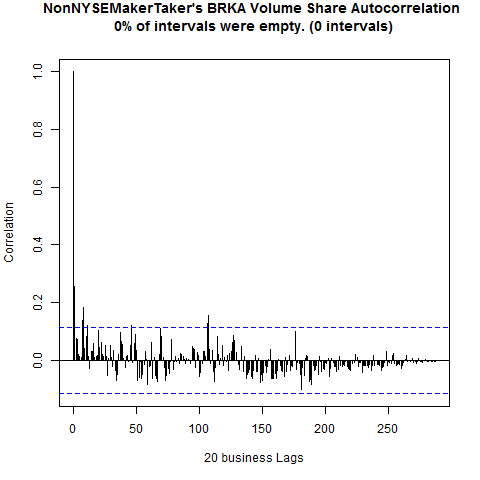 NonNYSEMakerTaker's BRKA Volume Share Autocorrelation
0% of intervals were empty. (0 intervals)
1.0
0.8
0.6
0.4
0.2
0.0
Correlation
0 50 100 150 200 250
20 business Lags